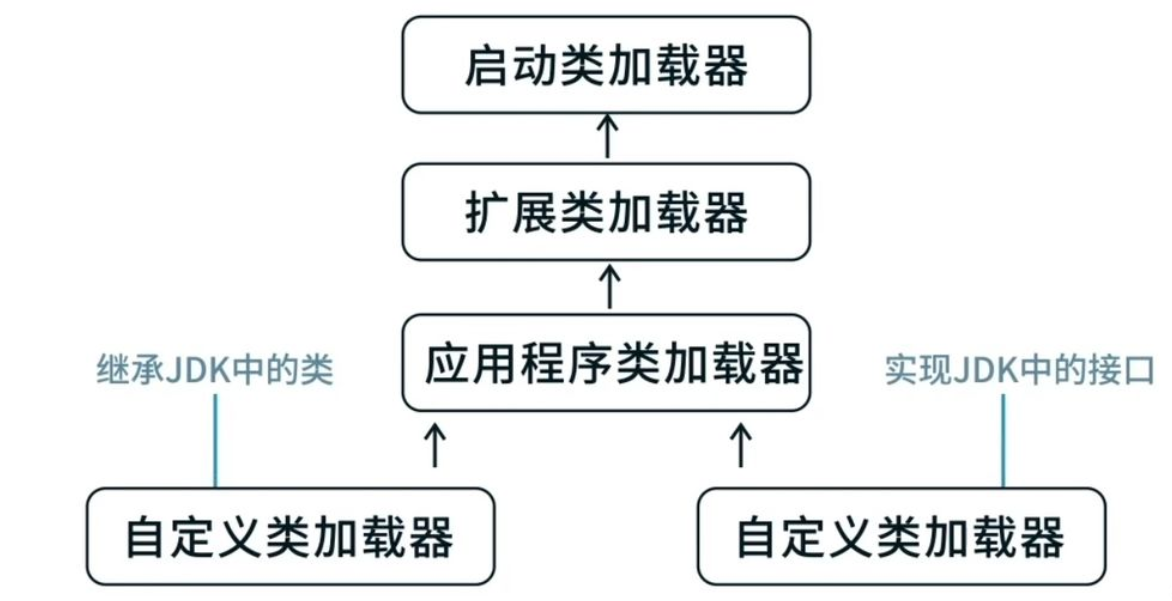 启动类加载器
扩展类加载器
应用程序类加载器
继承JDK中的类
实现JDK中的接口
自定义类加载器
自定义类加载器